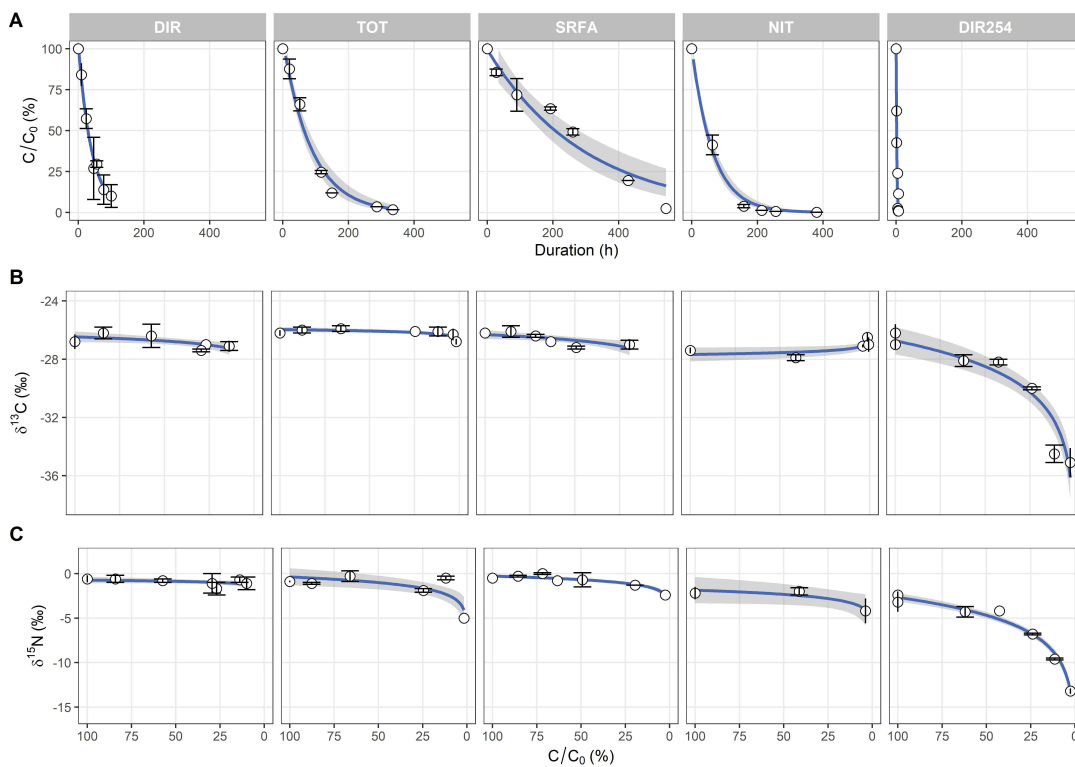 A
DIR TOT SRFA NIT DIR254
C/C₀ (%)
100
75
50
25
0
0 200 400 0 200 400 0 200 400 0 200 400 0 200 400
Duration (h)
B
δ¹³C (‰)
-24
-28
-32
-36
C
δ¹⁵N (‰)
0
-5
-10
-15
100 75 50 25 0 100 75 50 25 0 100 75 50 25 0 100 75 50 25 0 100 75 50 25 0
C/C₀ (%)